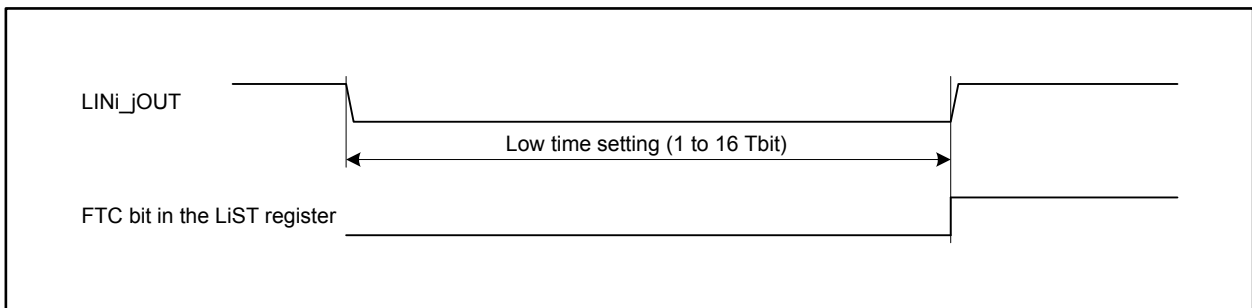 LINi_jOUT
Low time setting (1 to 16 Tbit)
FTC bit in the LiST register